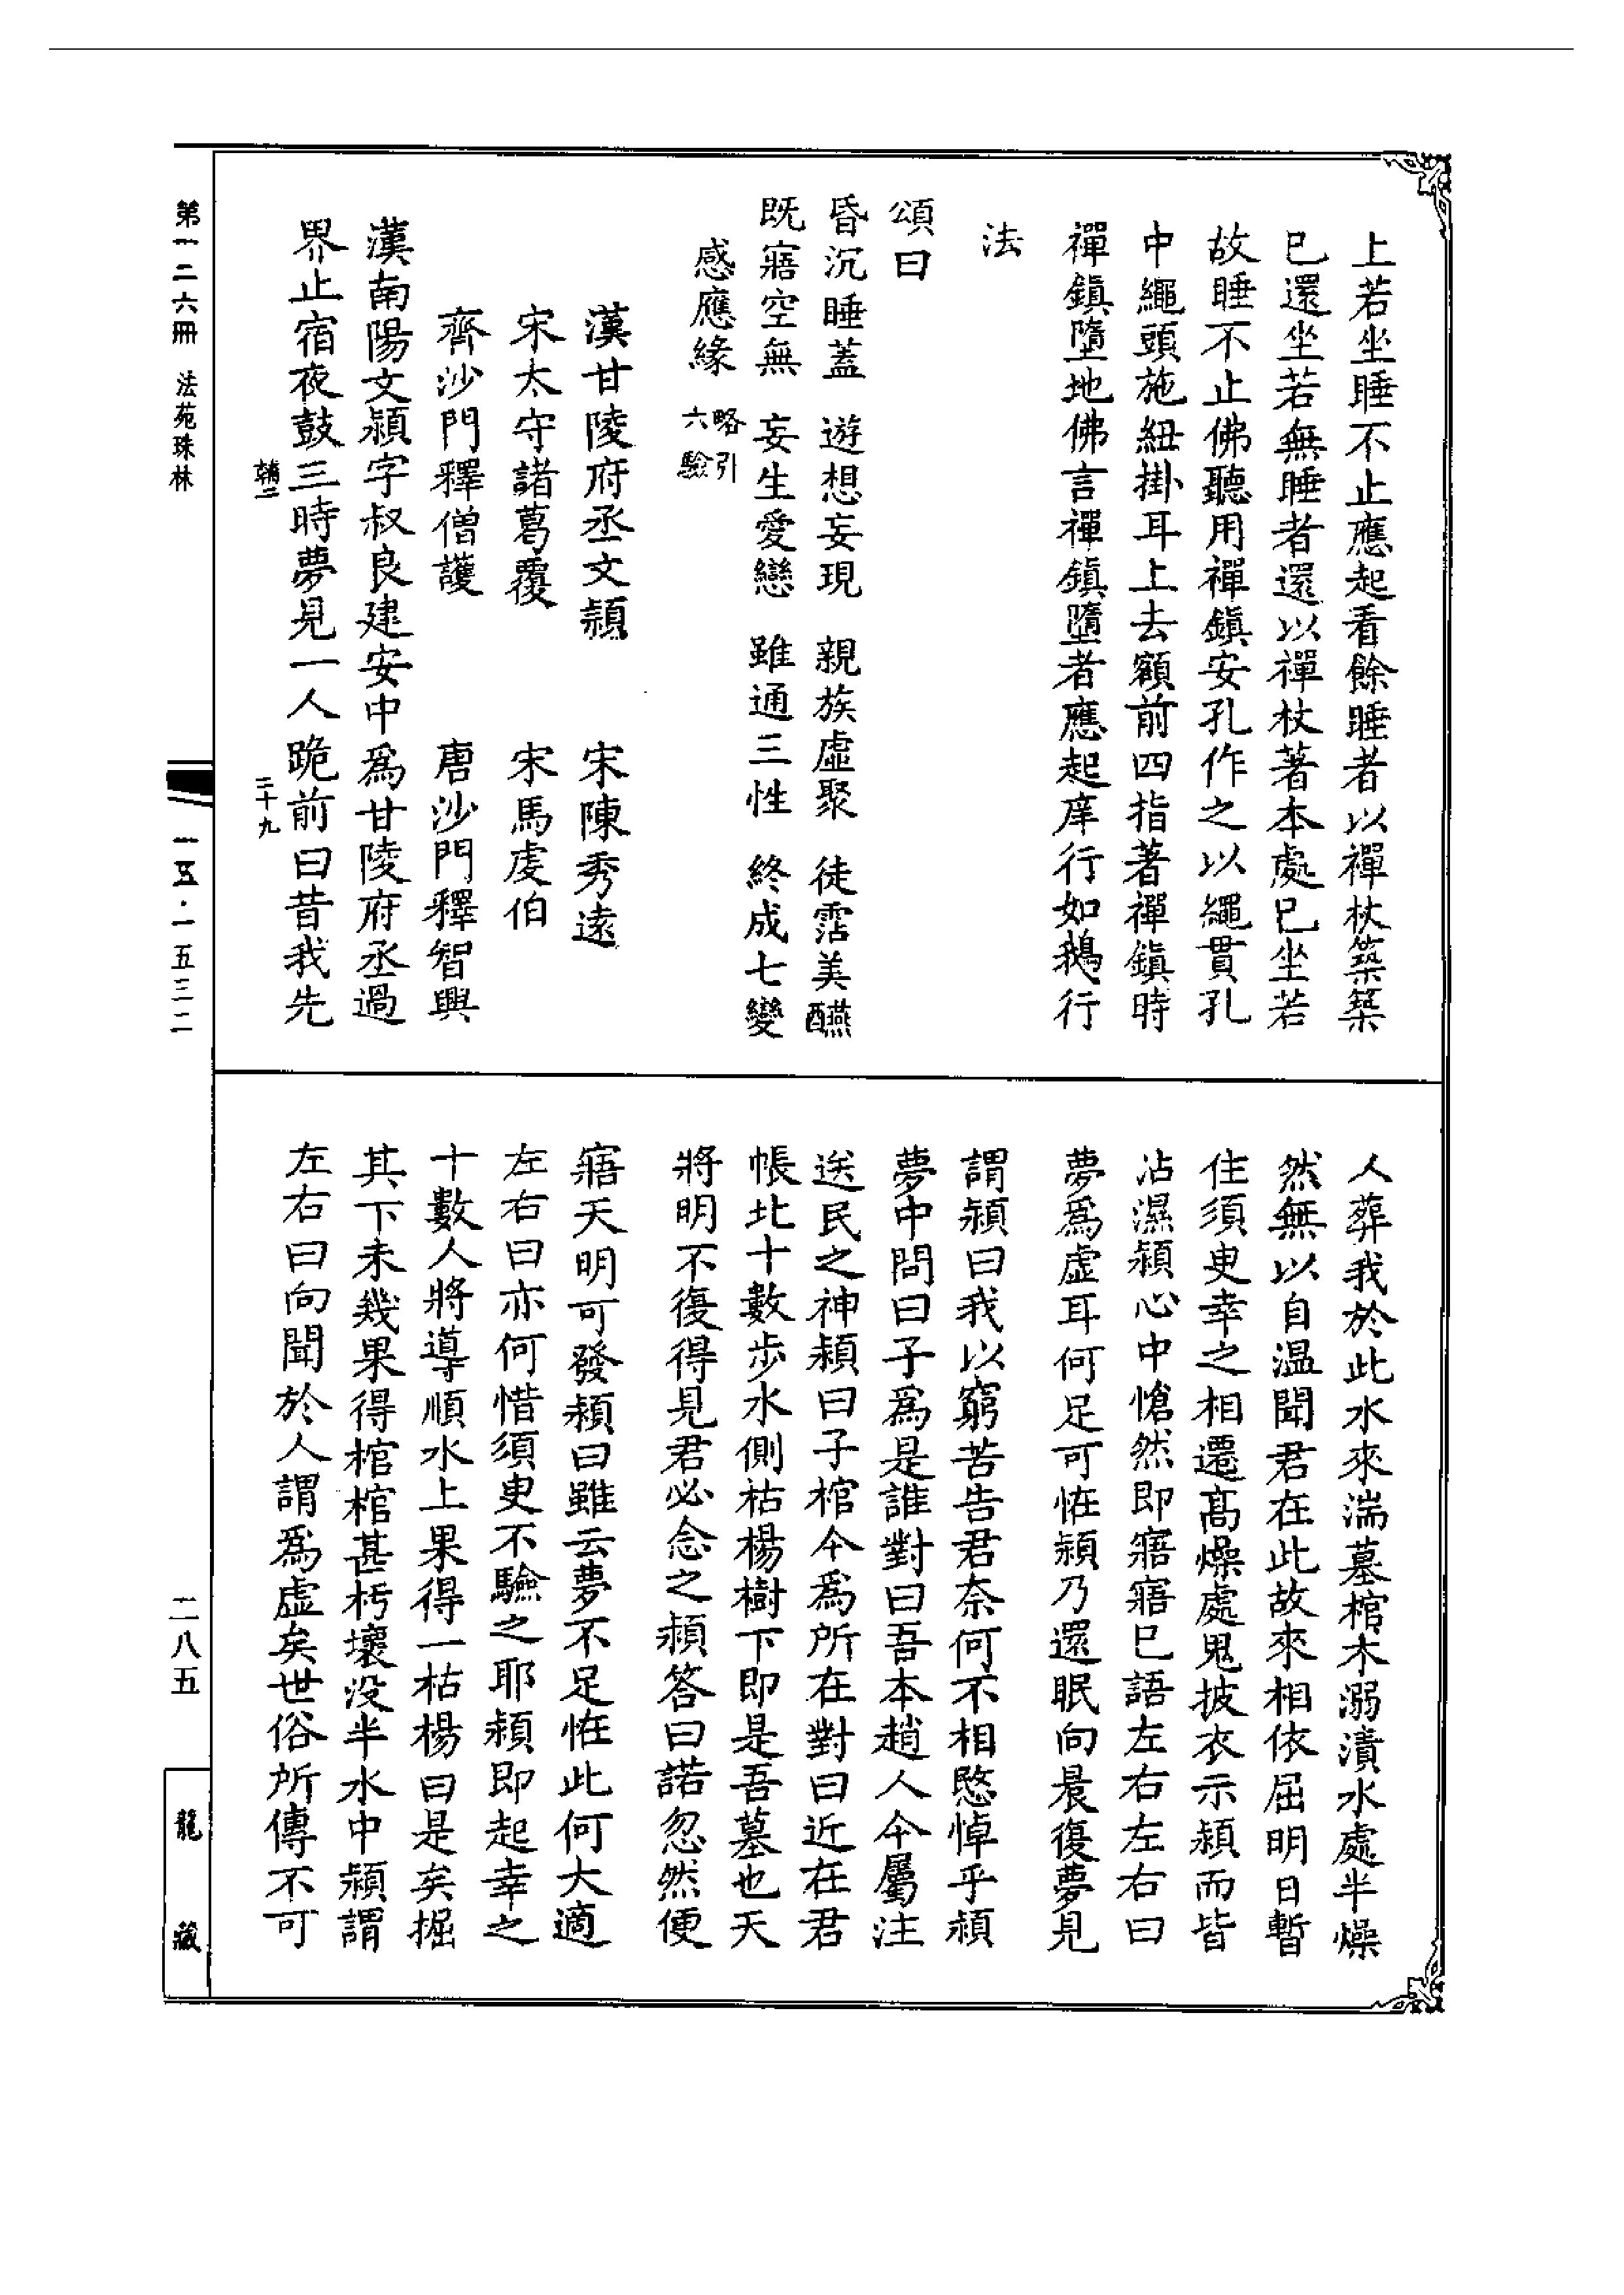 上若坐睡不止應起看餘睡者以禪杖築築
已還坐若無睡者還以禪杖著本處已坐若
故睡不止佛聽用禪鎮安孔作之以繩貫孔
中繩頭施紐掛耳上去額前四指著禪鎮時
禪鎮墮地佛言禪鎮墮者應起庠行如鵝行
法
頌曰
昏沉睡蓋　遊想妄現　親族虛聚　徒霑美醼
既寤空無　妄生愛戀　雖通三性　終成七變
感應緣 略引六驗
漢甘陵府丞文頴　宋陳秀遠
宋太守諸葛覆　宋馬虔伯
齊沙門釋僧護　唐沙門釋智興
漢南陽文頴字叔良建安中爲甘陵府丞過
界止宿夜鼓三時夢見一人跪前曰昔我先
輔二　二十九
人葬我於此水來湍墓棺木溺漬水處半燥
然無以自溫聞君在此故來相依屈明日暫
住須臾幸之相遷髙燥處鬼披衣示頴而皆
沾濕頴心中愴然即寤寤已語左右左右曰
夢爲虛耳何足可恠頴乃還眠向晨復夢見
謂頴曰我以窮苦告君奈何不相愍悼乎頴
夢中問曰子爲是誰對曰吾本趙人今屬注
送民之神頴曰子棺今爲所在對曰近在君
帳北十數步水側枯楊樹下即是吾墓也天
將明不復得見君必念之頴答曰諾忽然便
寤天明可發頴曰雖云夢不足恠此何大適
左右曰亦何惜須臾不驗之耶頴即起幸之
十數人將導順水上果得一枯楊曰是矣掘
其下未幾果得棺棺甚朽壞没半水中頴謂
左右曰向聞於人謂爲虛矣世俗所傳不可
第一二六冊　法苑珠林
一五·一五三二
二八五
龍藏